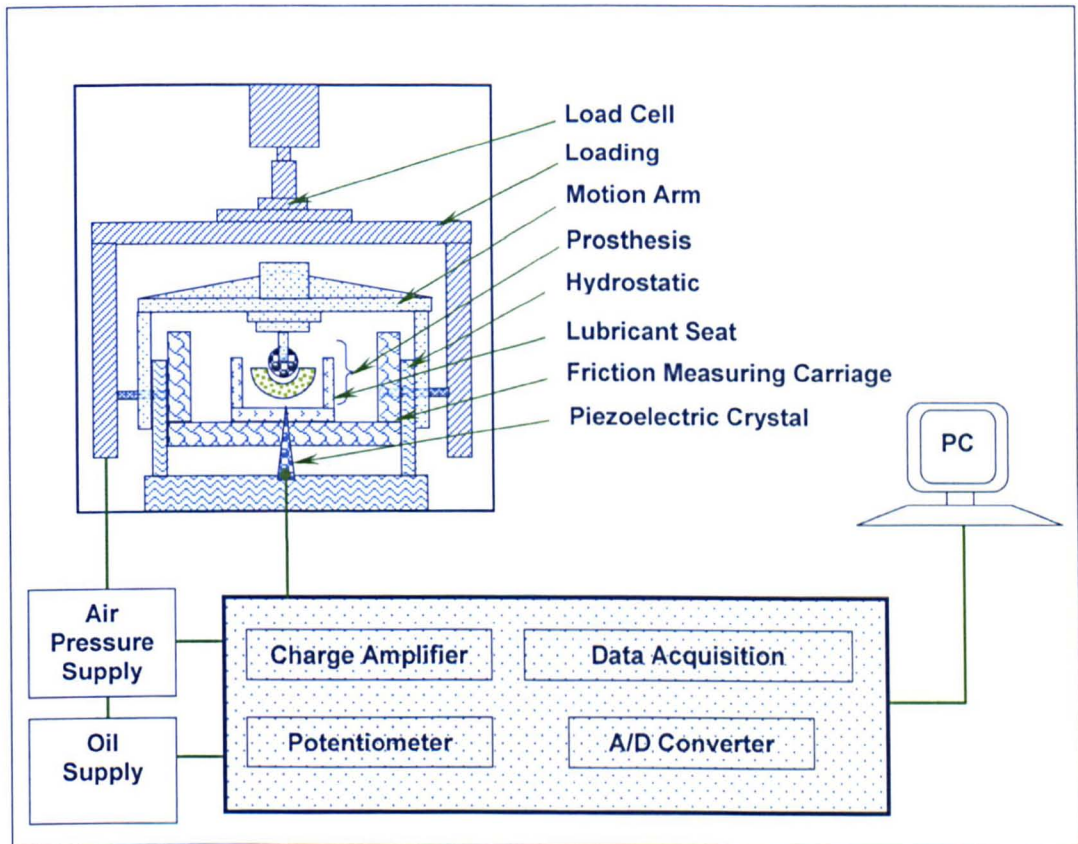 Load Cell
Loading
Motion Arm
Prosthesis
Hydrostatic
Lubricant Seat
Friction Measuring Carriage
Piezoelectric Crystal
PC
Air
Pressure
Supply
Charge Amplifier
Data Acquisition
Oil
Supply
Potentiometer
A/D Converter